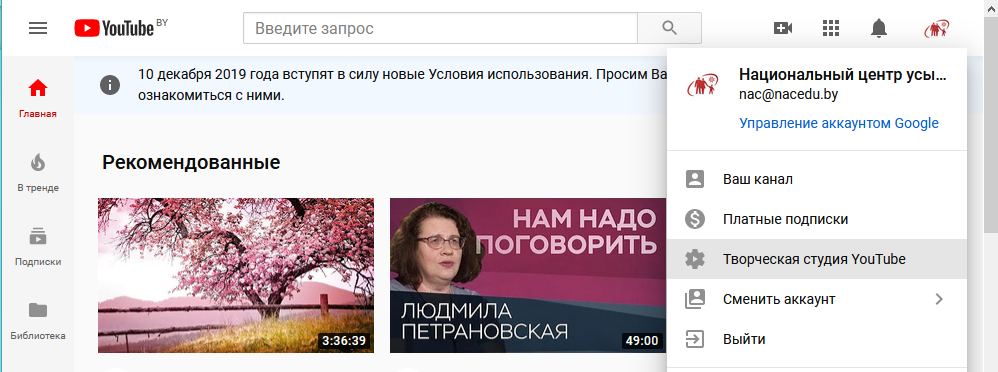 YouTube BY
Введите запрос
10 декабря 2019 года вступят в силу новые Условия использования. Просим Ва
ознакомиться с ними.
Главная
В тренде
Подписки
Библиотека
Рекомендованные
3:36:39
НАМ НАДО
ПОГОВОРИТЬ
ЛЮДМИЛА
ПЕТРАНОВСКАЯ
49:00
Национальный центр усы...
nac@nacedu.by
Управление аккаунтом Google
Ваш канал
Платные подписки
Творческая студия YouTube
Сменить аккаунт
Выйти